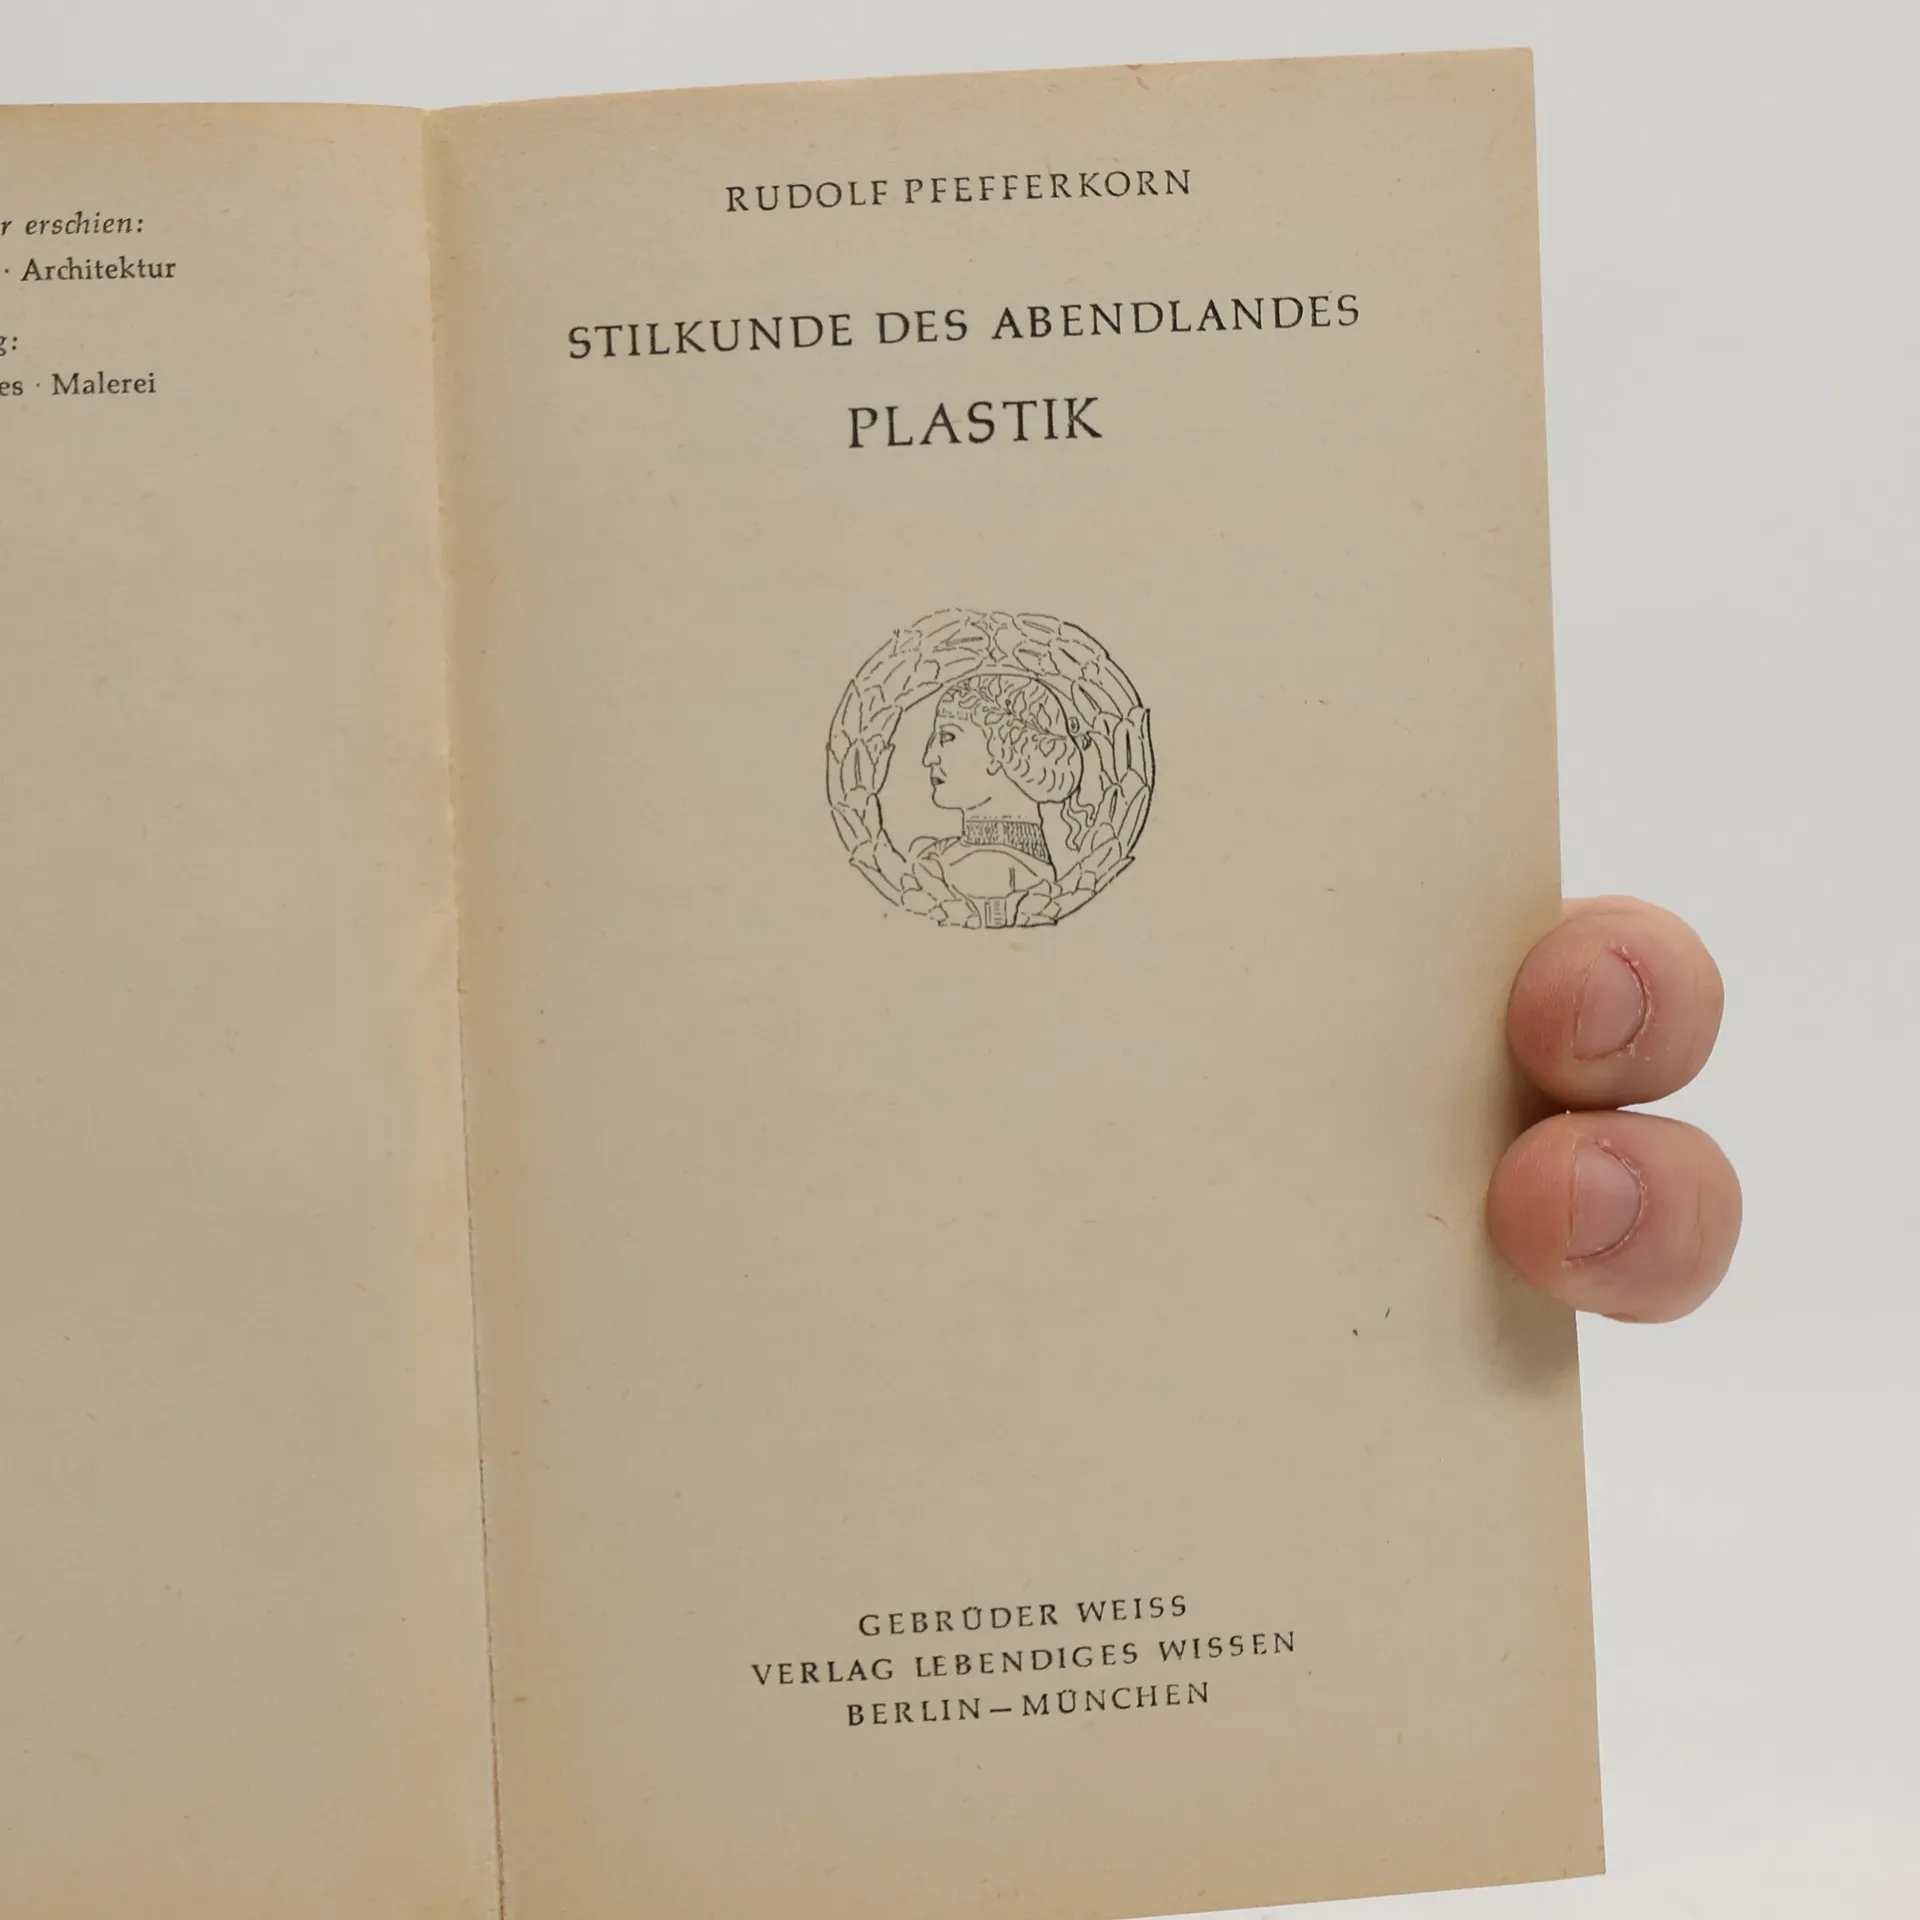 r erschien:
· Architektur
g:
es · Malerei
RUDOLF PFEFFERKORN
STILKUNDE DES ABENDLANDES
PLASTIK
GEBRÜDER WEISS
VERLAG LEBENDIGES WISSEN
BERLIN—MÜNCHEN